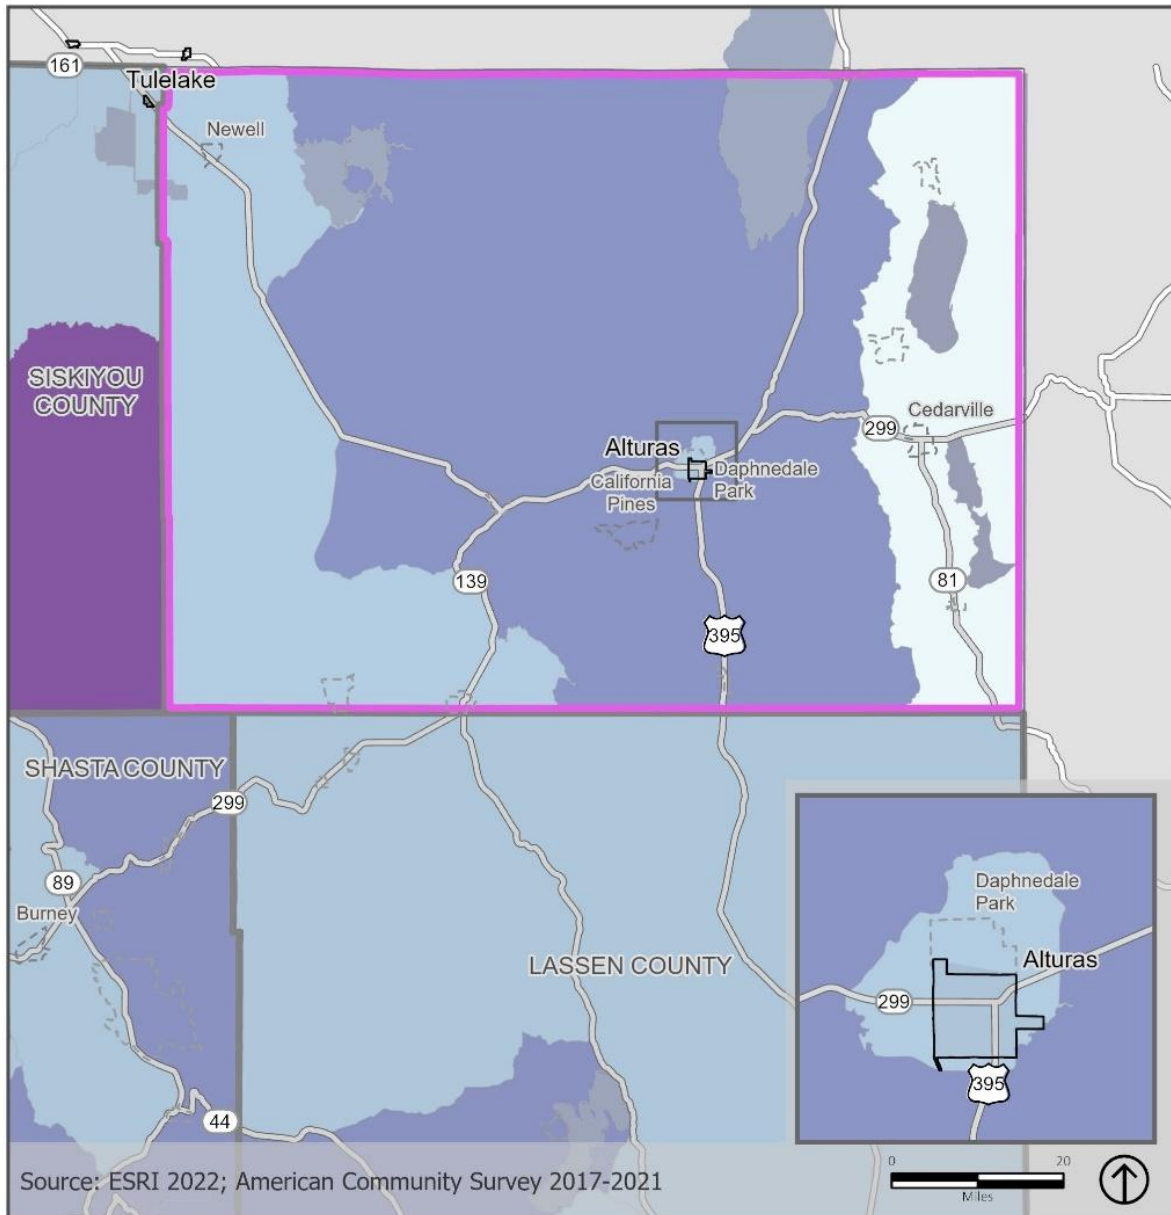 161
Tulelake
Newell
SISKIYOU
COUNTY
Cedarville
299
Alturas
Daphnedale
Park
California
Pines
139
81
395
SHASTA COUNTY
299
89
Burney
LASSEN COUNTY
44
Daphnedale
Park
Alturas
299
395
Source: ESRI 2022; American Community Survey 2017-2021
0 20
Miles